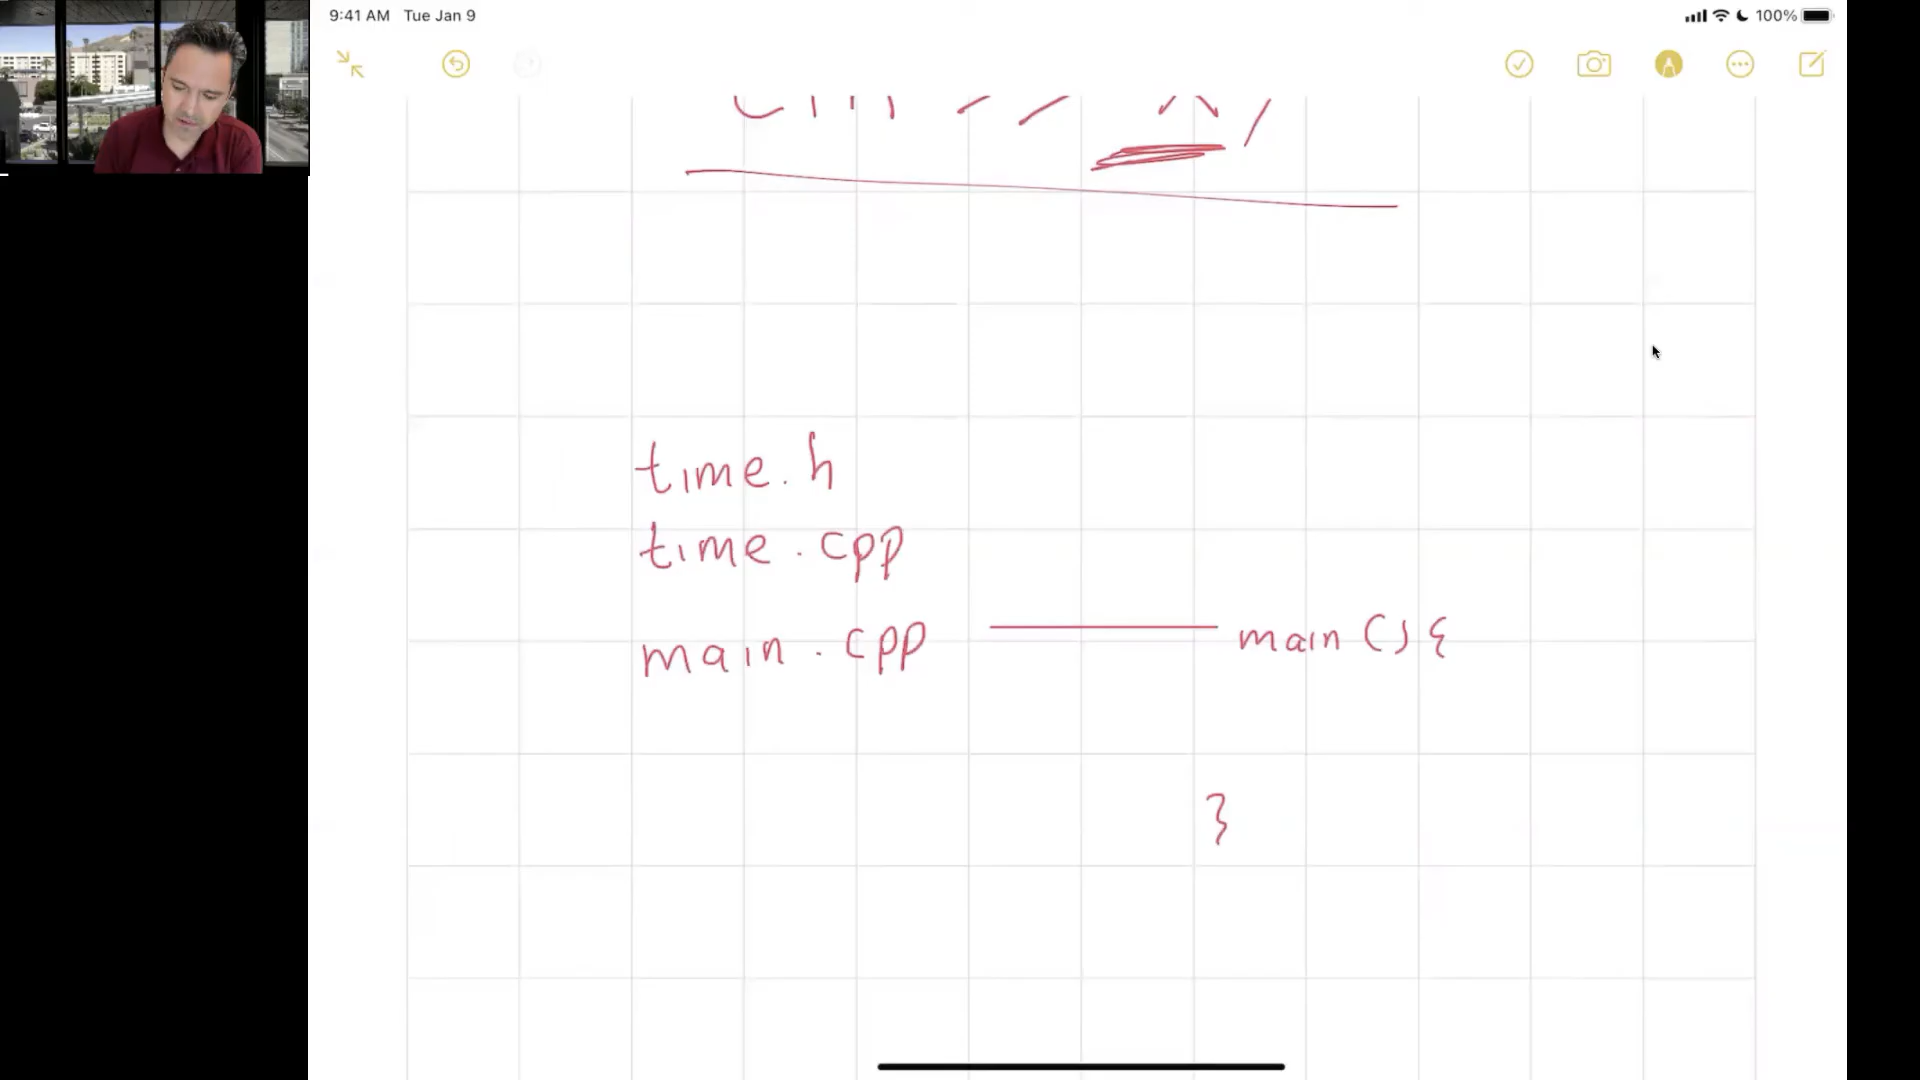 9:41 AM Tue Jan 9
100%
time.h
time.cpp
main.cpp
main () {
}